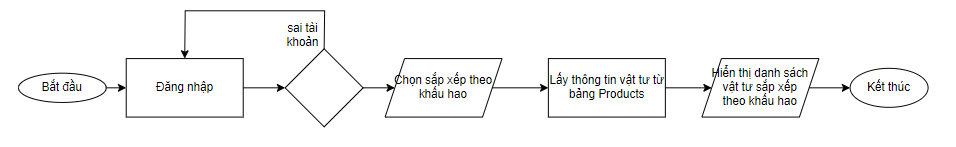 sai tài
khoản
Bắt đầu
Đăng nhập
Chọn sắp xếp theo
khấu hao
Lấy thông tin vật tư từ
bảng Products
Hiển thị danh sách
vật tư sắp xếp
theo khấu hao
Kết thúc